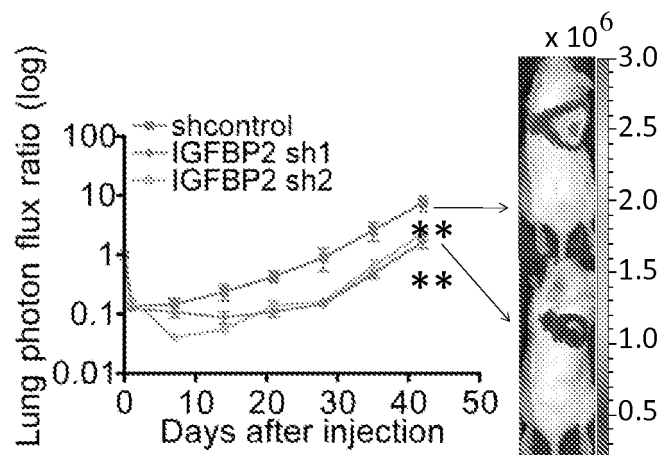 x 10⁶
Lung photon flux ratio (log)
shcontrol
IGFBP2 sh1
IGFBP2 sh2
100
10
1
0.1
0.01
0 10 20 30 40 50
Days after injection
**
**
3.0
2.5
2.0
1.5
1.0
0.5